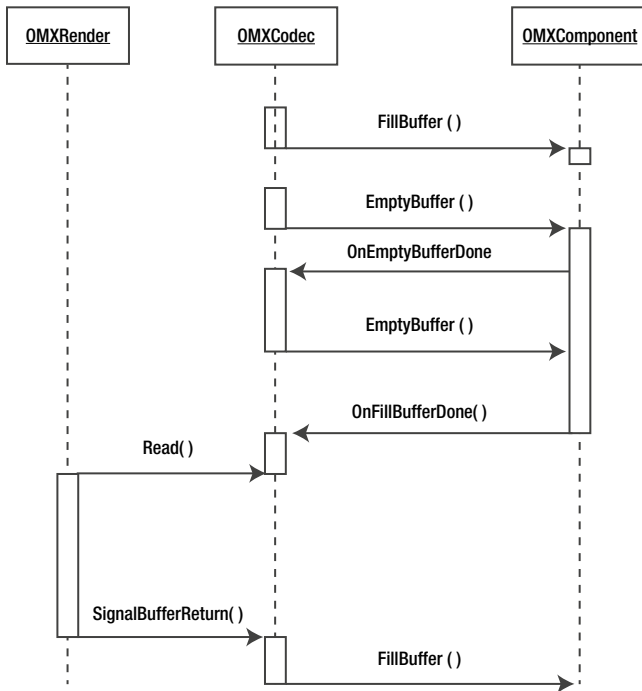 OMXRender
OMXCodec
OMXComponent
FillBuffer ( )
EmptyBuffer ( )
OnEmptyBufferDone
EmptyBuffer ( )
OnFillBufferDone( )
Read( )
SignalBufferReturn( )
FillBuffer ( )